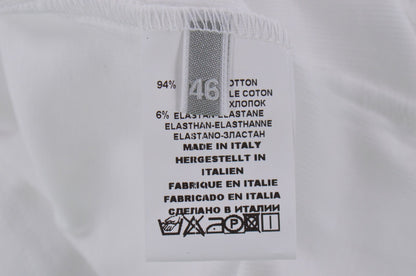 46
94% OTTON
LE COTON
ХЛОПОК
6% ELASTAN-ELASTANE
ELASTHAN-ELASTHANNE
ELASTANO-ЭЛАСТАН
MADE IN ITALY
HERGESTELLT IN
ITALIEN
FABRIQUE EN ITALIE
FABRICADO EN ITALIA
СДЕЛАНО В ИТАЛИИ